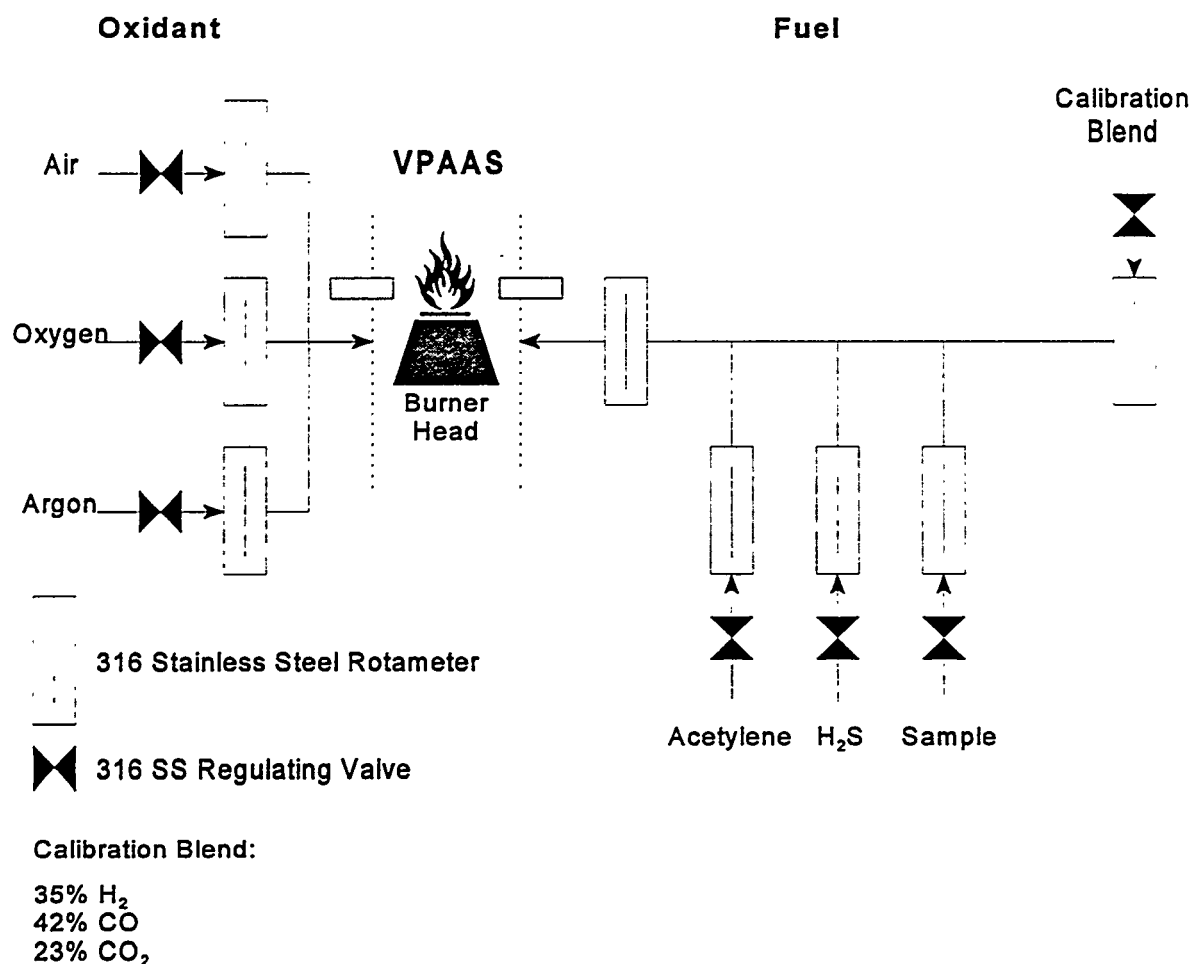 Oxidant
Fuel
Calibration
Blend
Air
VPAAS
Oxygen
Burner
Head
Argon
316 Stainless Steel Rotameter
Acetylene H₂S Sample
316 SS Regulating Valve
Calibration Blend:
35% H₂
42% CO
23% CO₂